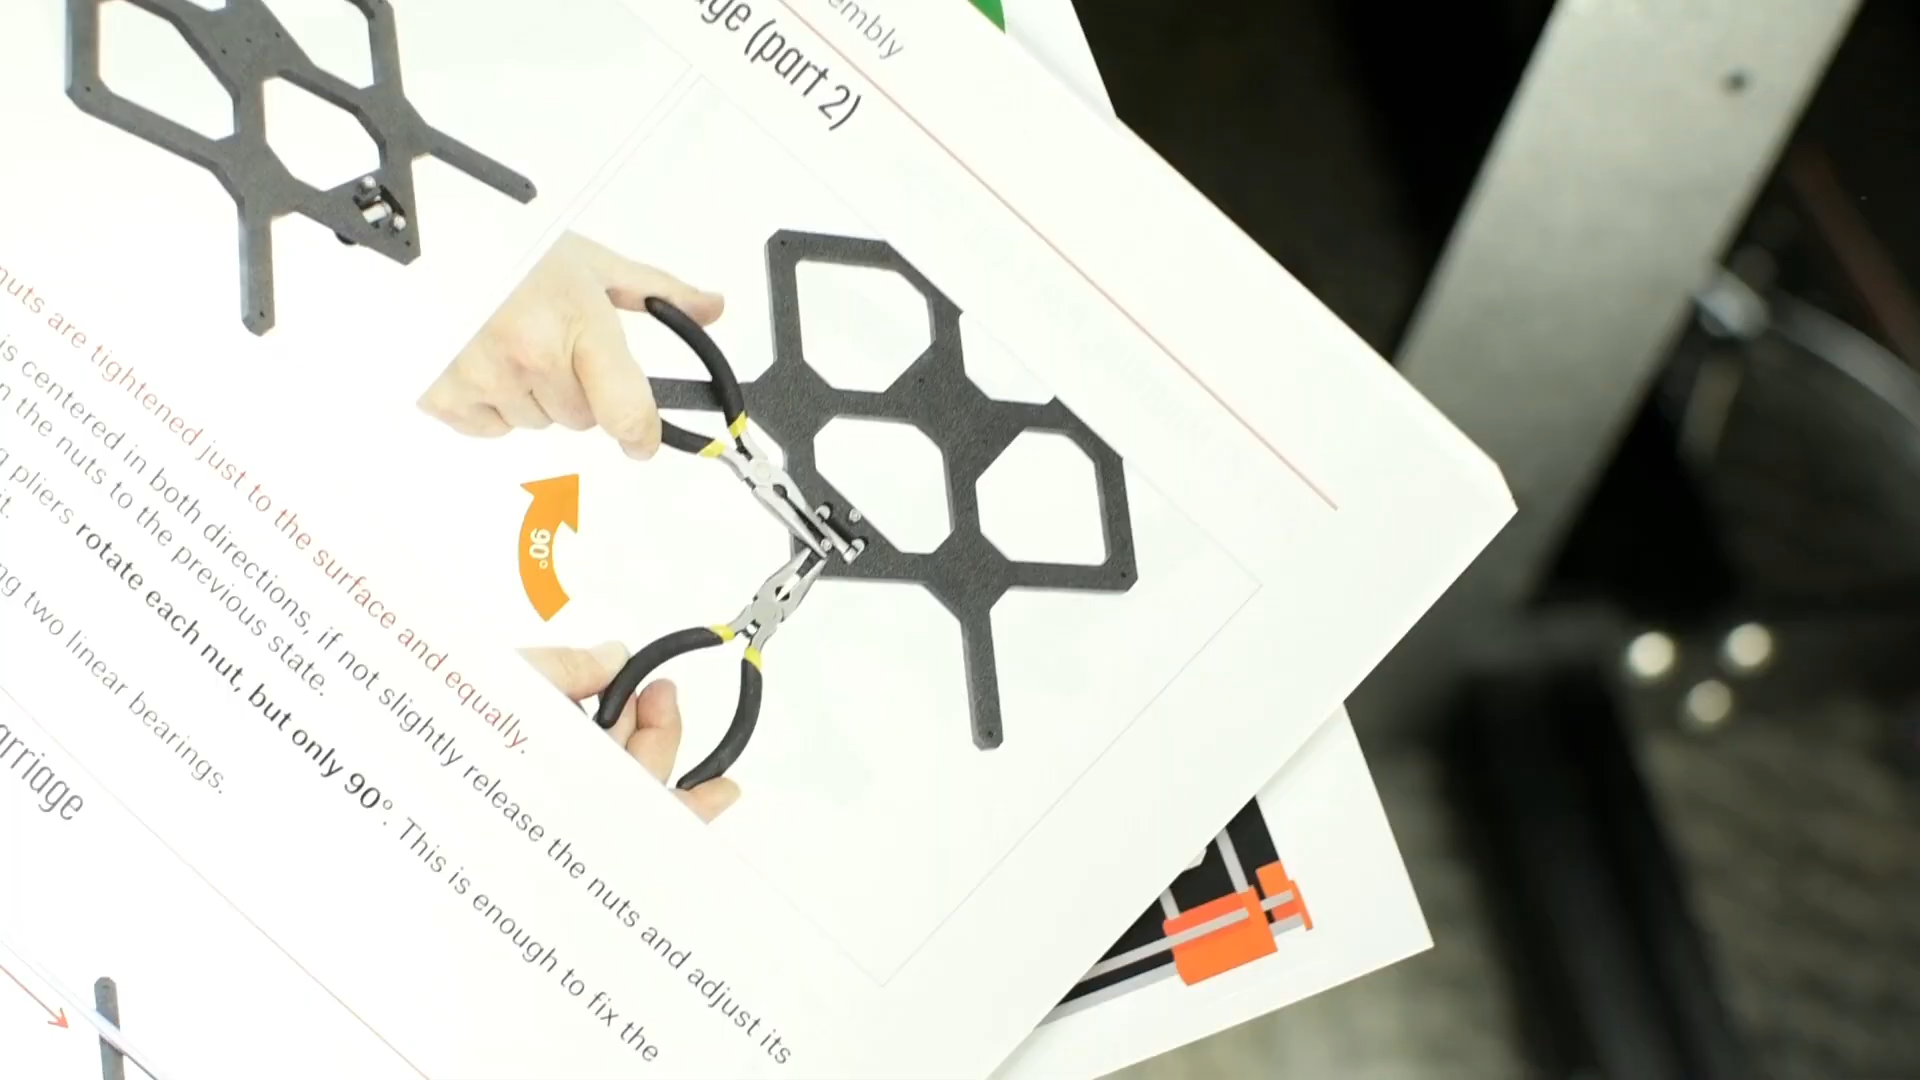 embly
ge (part 2)
90°
nuts are tightened just to the surface and equally.
is centered in both directions, if not slightly release the nuts and adjust its
n the nuts to the previous state.
g pliers rotate each nut, but only 90°. This is enough to fix the
it.
ng two linear bearings.
arriage